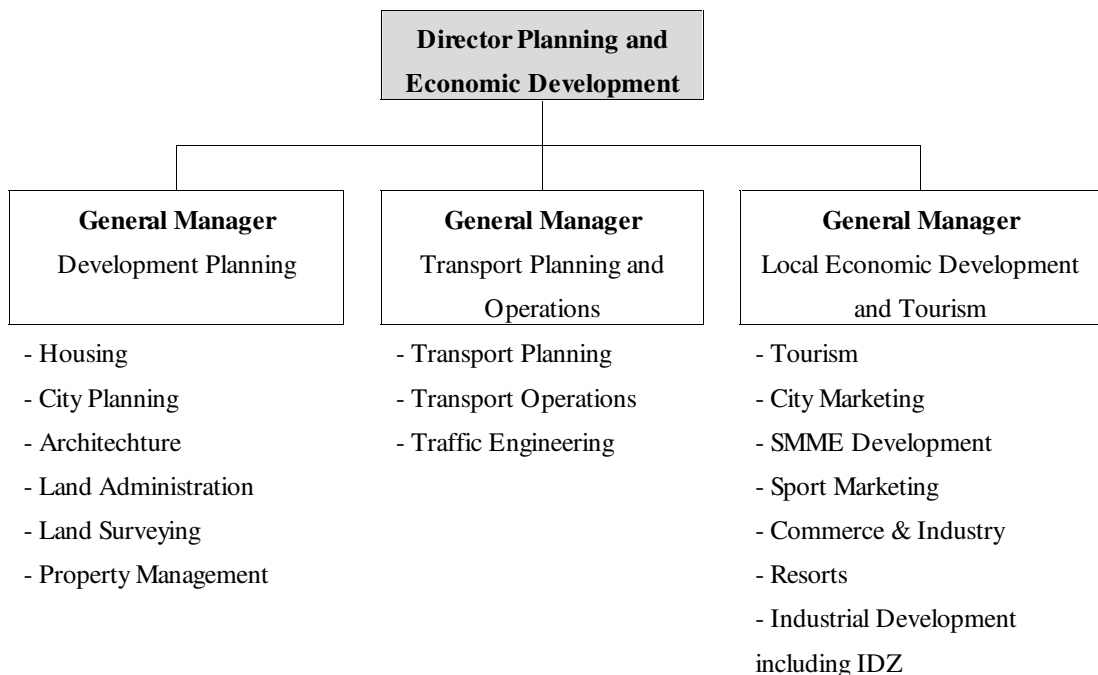 Director Planning and
Economic Development
General Manager
Development Planning
- Housing
- City Planning
- Architechture
- Land Administration
- Land Surveying
- Property Management
General Manager
Transport Planning and
Operations
- Transport Planning
- Transport Operations
- Traffic Engineering
General Manager
Local Economic Development
and Tourism
- Tourism
- City Marketing
- SMME Development
- Sport Marketing
- Commerce & Industry
- Resorts
- Industrial Development
including IDZ